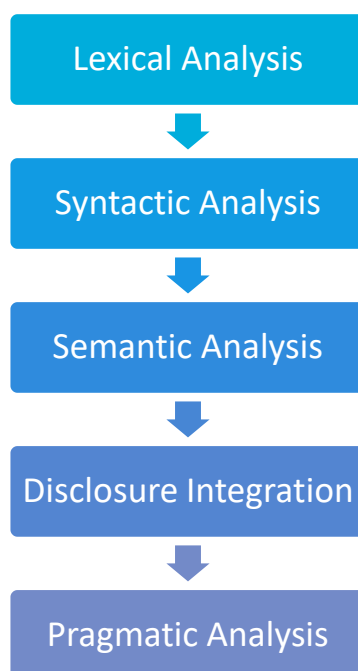 Lexical Analysis
Syntactic Analysis
Semantic Analysis
Disclosure Integration
Pragmatic Analysis